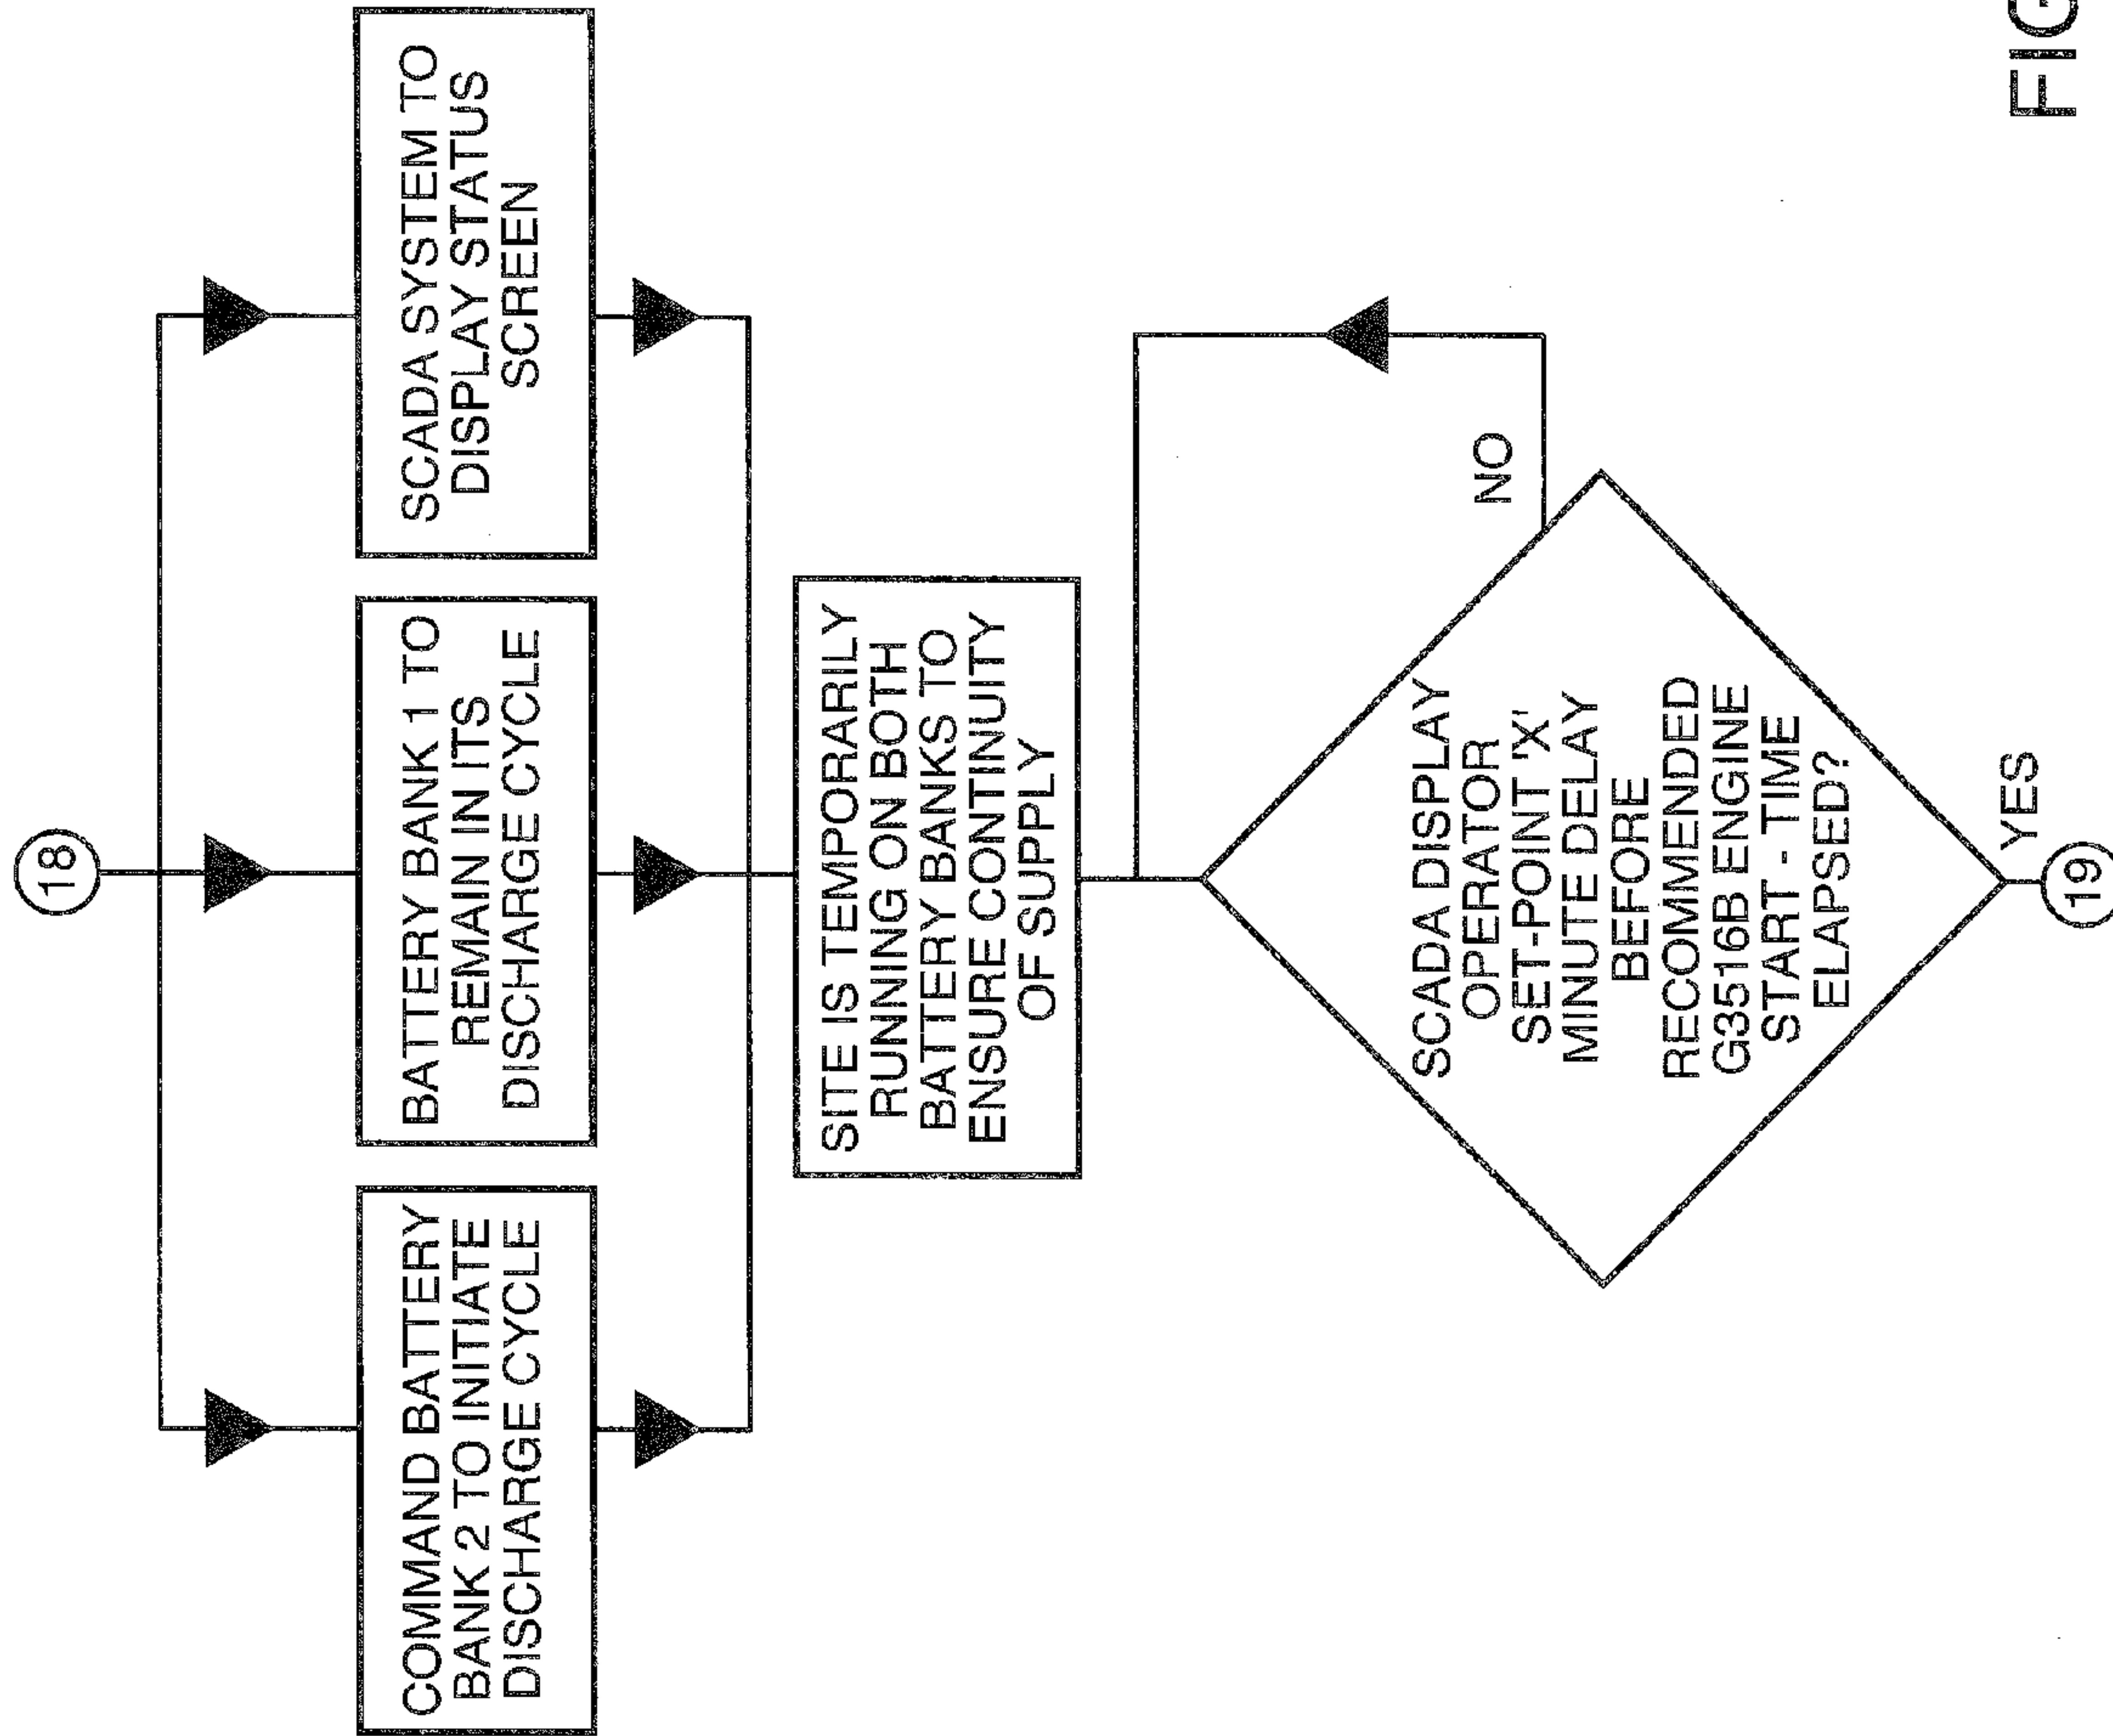 18
COMMAND BATTERY
BANK 2 TO INITIATE
DISCHARGE CYCLE
BATTERY BANK 1 TO
REMAIN IN ITS
DISCHARGE CYCLE
SCADA SYSTEM TO
DISPLAY STATUS
SCREEN
SITE IS TEMPORARILY
RUNNING ON BOTH
BATTERY BANKS TO
ENSURE CONTINUITY
OF SUPPLY
SCADA DISPLAY
OPERATOR
SET-POINT 'X'
MINUTE DELAY
BEFORE
RECOMMENDED
G3516B ENGINE
START - TIME
ELAPSED?
NO
YES
19
FIG